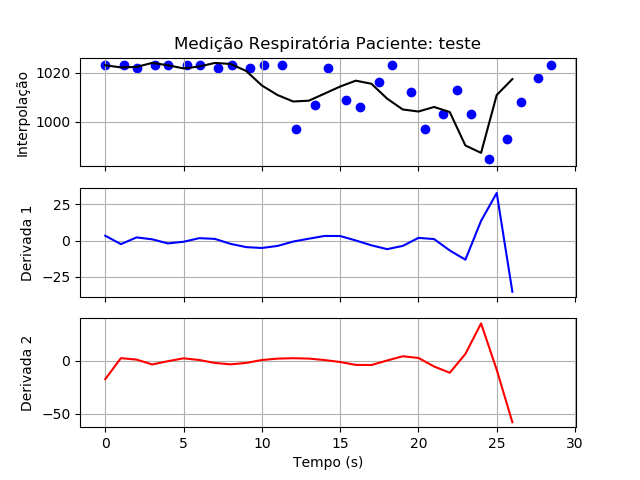 Medição Respiratória Paciente: teste
Interpolação
1020
1000
Derivada 1
25
0
−25
Derivada 2
0
−50
0 5 10 15 20 25 30
Tempo (s)